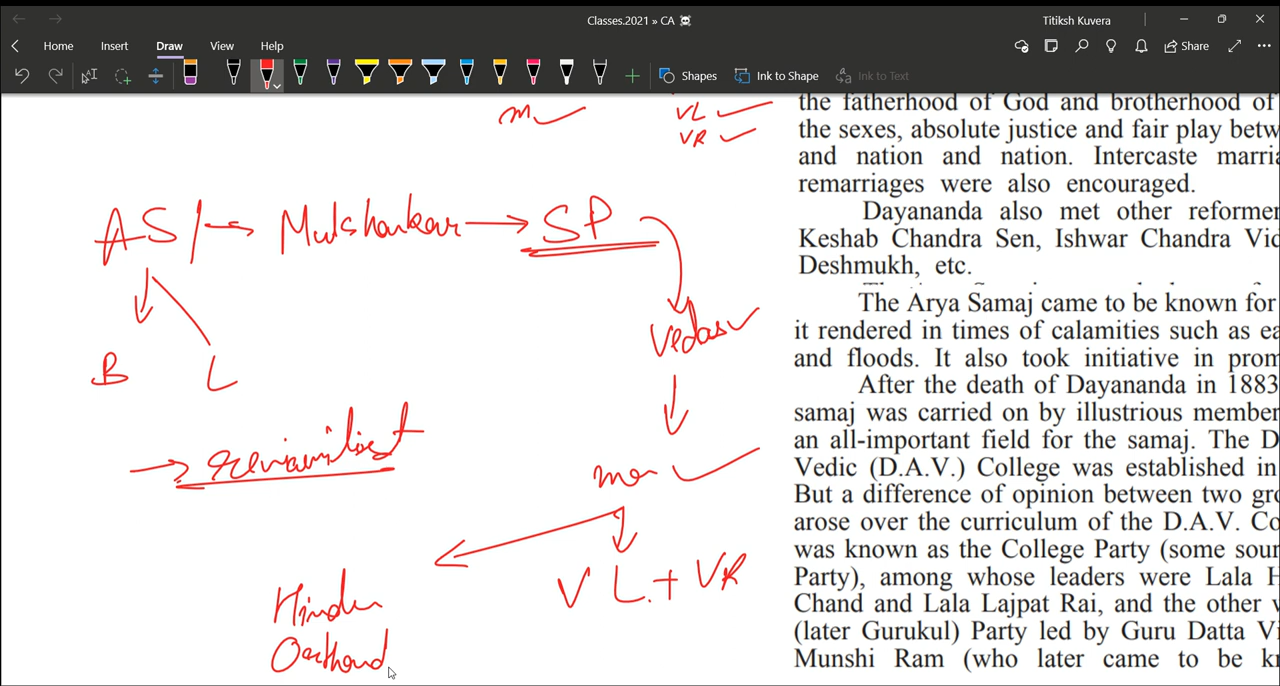 Classes.2021 » CA
Titiksh Kuvera
Home Insert Draw View Help
Share
Shapes Ink to Shape Ink to Text
m
VL
VR
AS Mulshankar SP
Vedas
B L
revivalist
mo
V L + VR
Hindu
Orthod
the fatherhood of God and brotherhood of
the sexes, absolute justice and fair play betw
and nation and nation. Intercaste marria
remarriages were also encouraged.
Dayananda also met other reformer
Keshab Chandra Sen, Ishwar Chandra Vid
Deshmukh, etc.
The Arya Samaj came to be known for
it rendered in times of calamities such as ea
and floods. It also took initiative in prom
After the death of Dayananda in 1883
samaj was carried on by illustrious member
an all-important field for the samaj. The D
Vedic (D.A.V.) College was established in
But a difference of opinion between two gro
arose over the curriculum of the D.A.V. Co
was known as the College Party (some sour
Party), among whose leaders were Lala H
Chand and Lala Lajpat Rai, and the other w
(later Gurukul) Party led by Guru Datta Vi
Munshi Ram (who later came to be kn